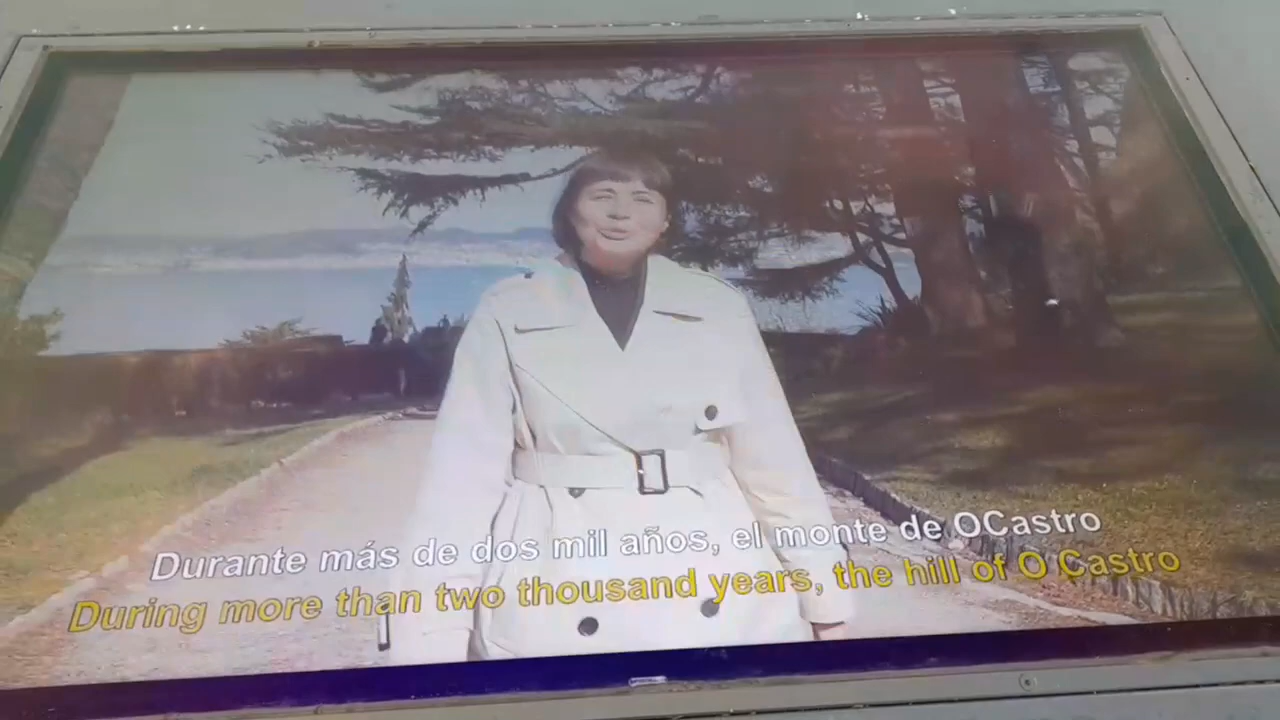 Durante más de dos mil años, el monte de OCastro
During more than two thousand years, the hill of O Castro